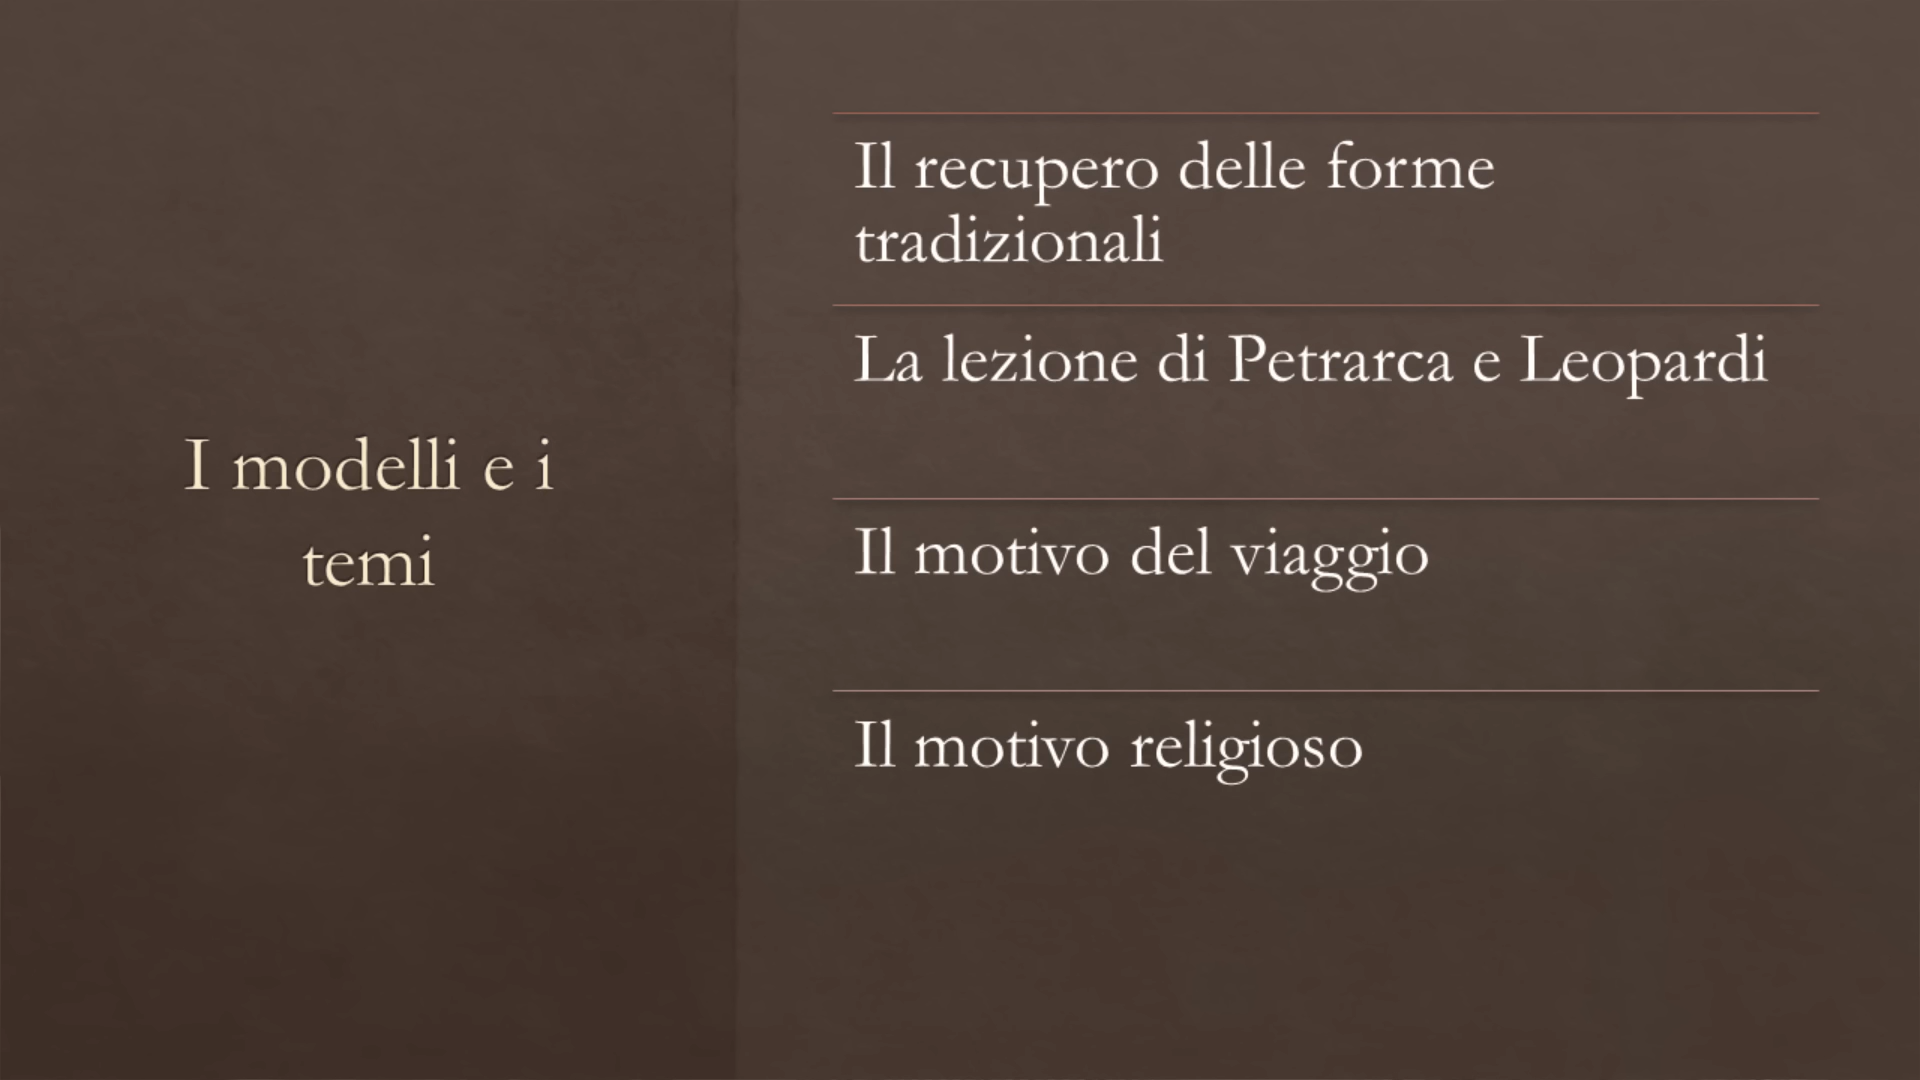 I modelli e i
temi
Il recupero delle forme
tradizionali
La lezione di Petrarca e Leopardi
Il motivo del viaggio
Il motivo religioso